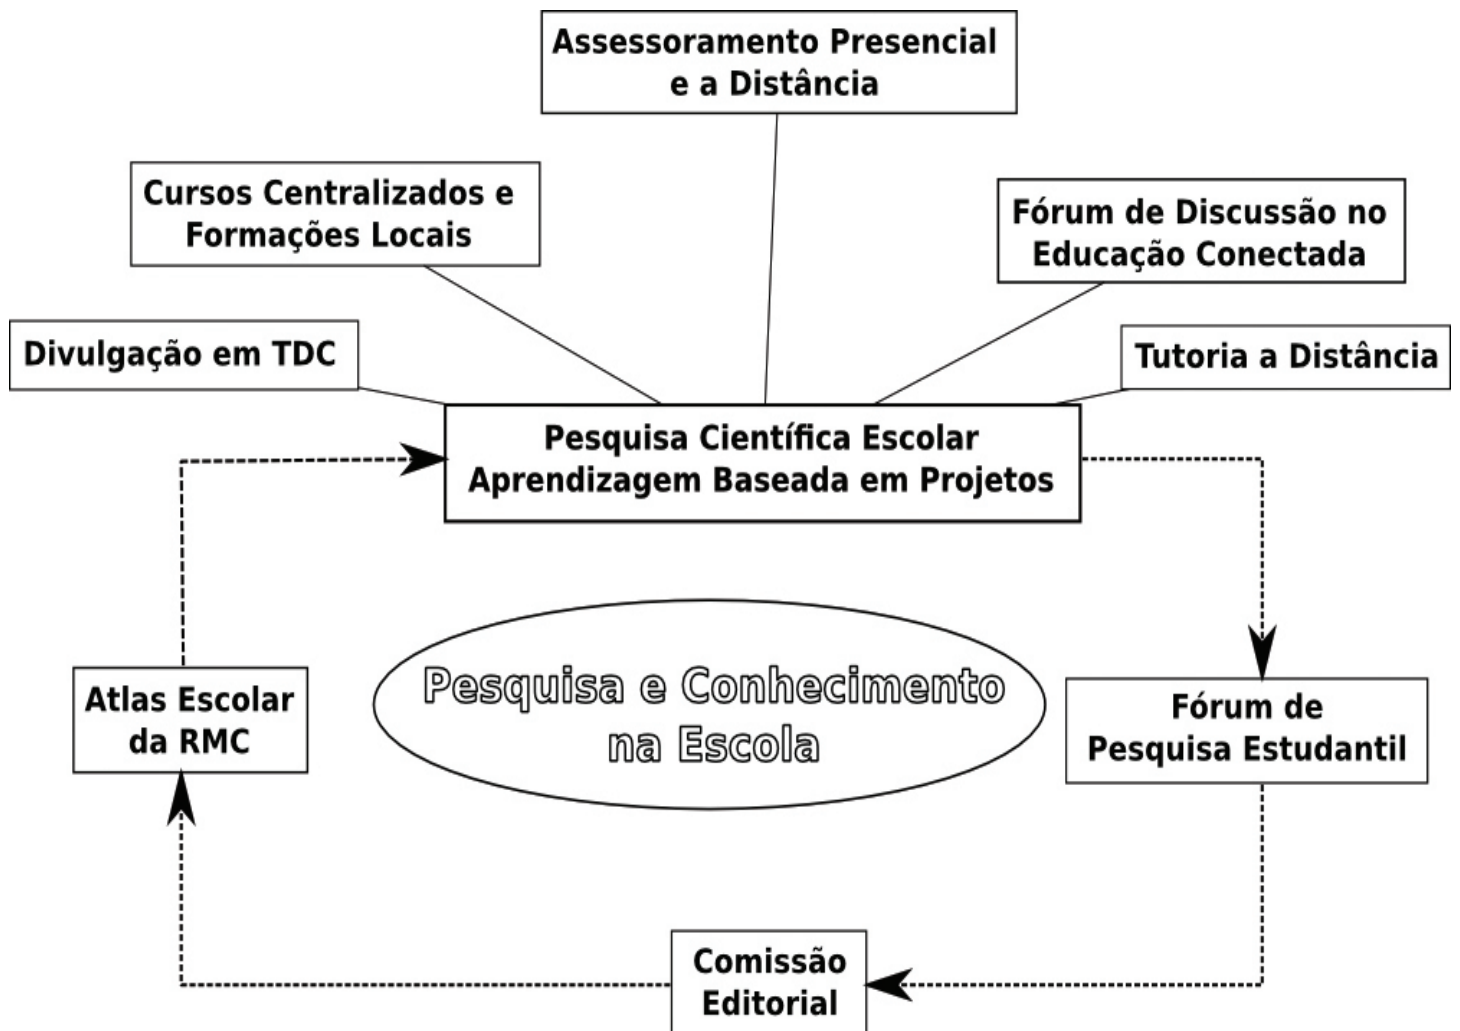 Assessoramento Presencial
e a Distância
Cursos Centralizados e
Formações Locais
Fórum de Discussão no
Educação Conectada
Divulgação em TDC
Tutoria a Distância
Pesquisa Científica Escolar
Aprendizagem Baseada em Projetos
Pesquisa e Conhecimento
na Escola
Atlas Escolar
da RMC
Fórum de
Pesquisa Estudantil
Comissão
Editorial